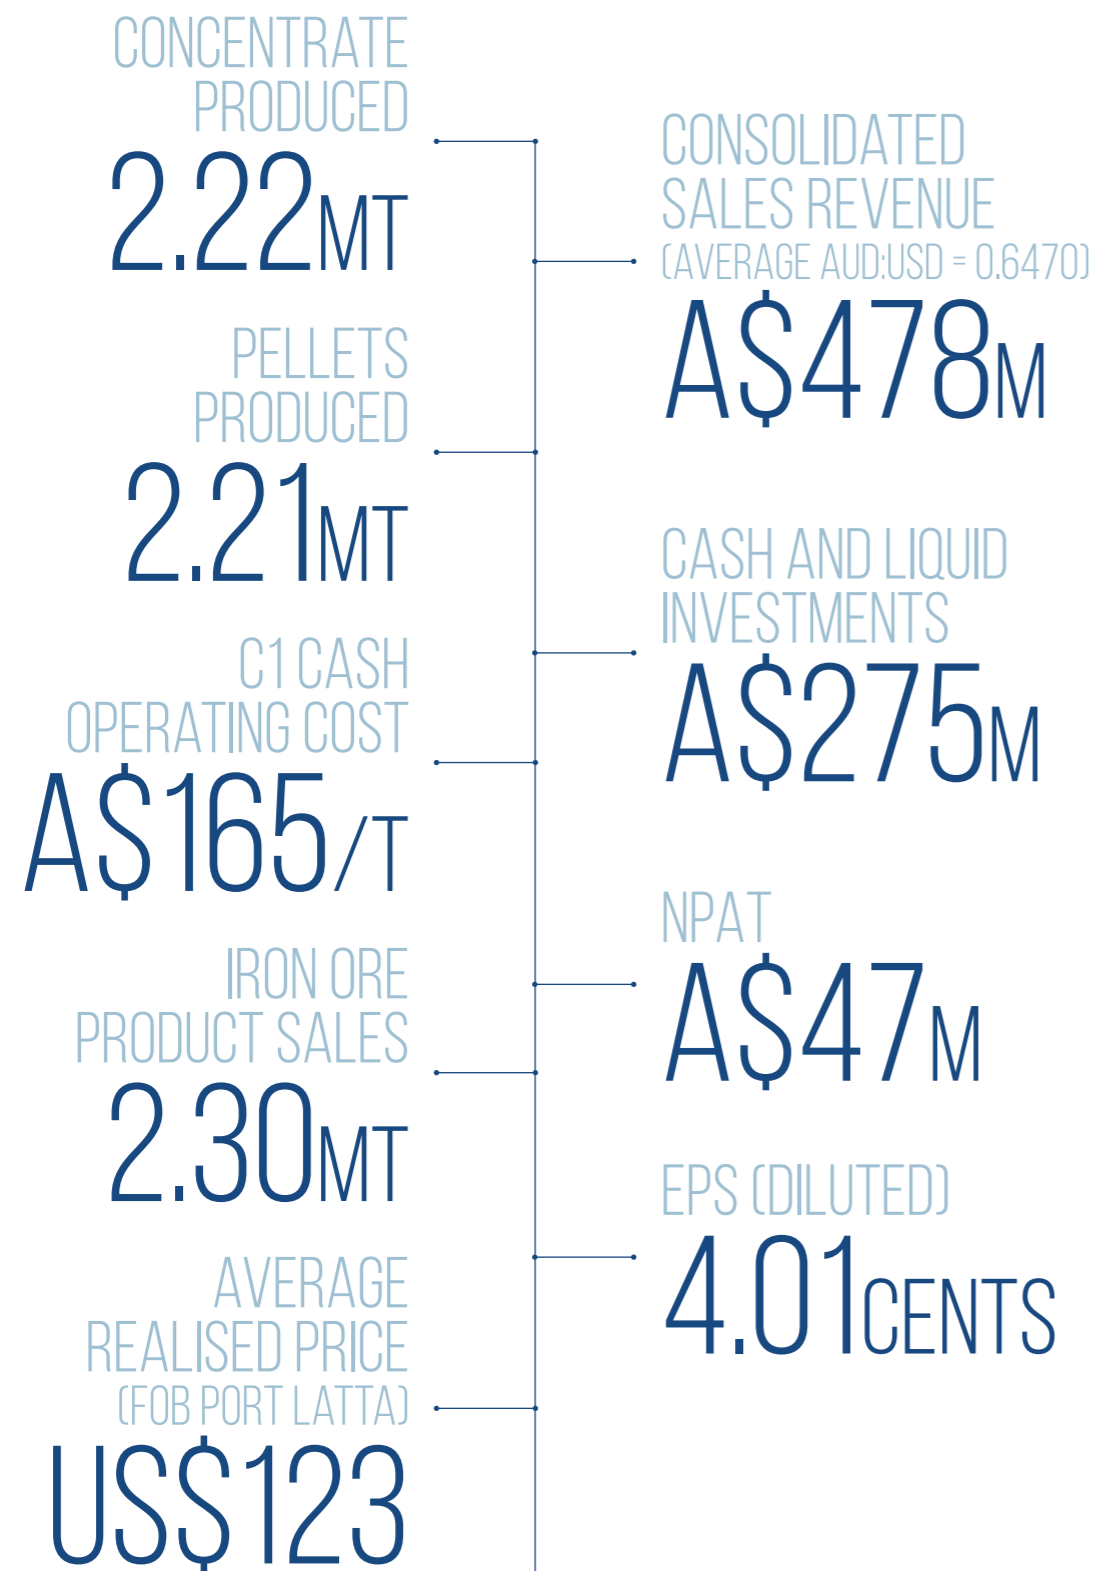 CONCENTRATE
PRODUCED
2.22MT
PELLETS
PRODUCED
2.21MT
C1 CASH
OPERATING COST
A$165/T
IRON ORE
PRODUCT SALES
2.30MT
AVERAGE
REALISED PRICE
(FOB PORT LATTA)
US$123
CONSOLIDATED
SALES REVENUE
(AVERAGE AUD:USD = 0.6470)
A$478M
CASH AND LIQUID
INVESTMENTS
A$275M
NPAT
A$47M
EPS (DILUTED)
4.01CENTS